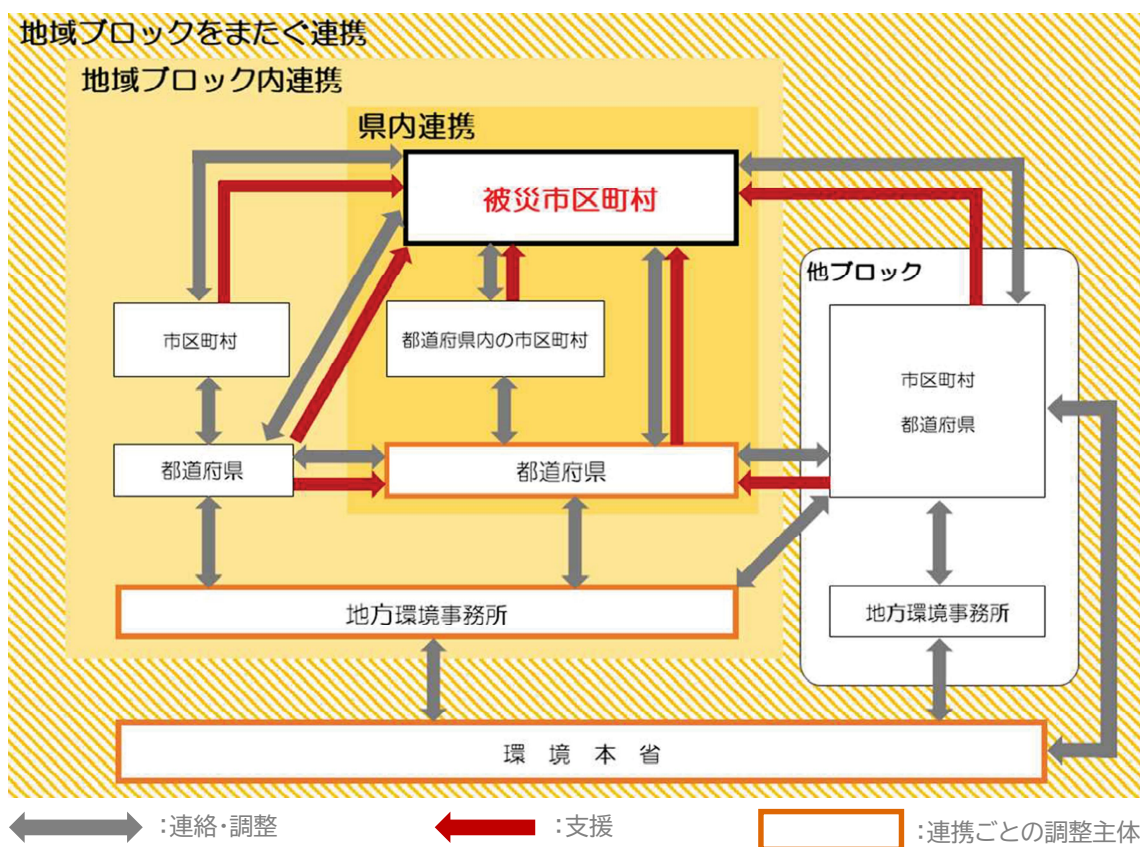 地域ブロックをまたぐ連携
地域ブロック内連携
県内連携
被災市区町村
他ブロック
市区町村
都道府県内の市区町村
市区町村
都道府県
都道府県
都道府県
地方環境事務所
地方環境事務所
環境本省
:連絡・調整
:支援
:連携ごとの調整主体